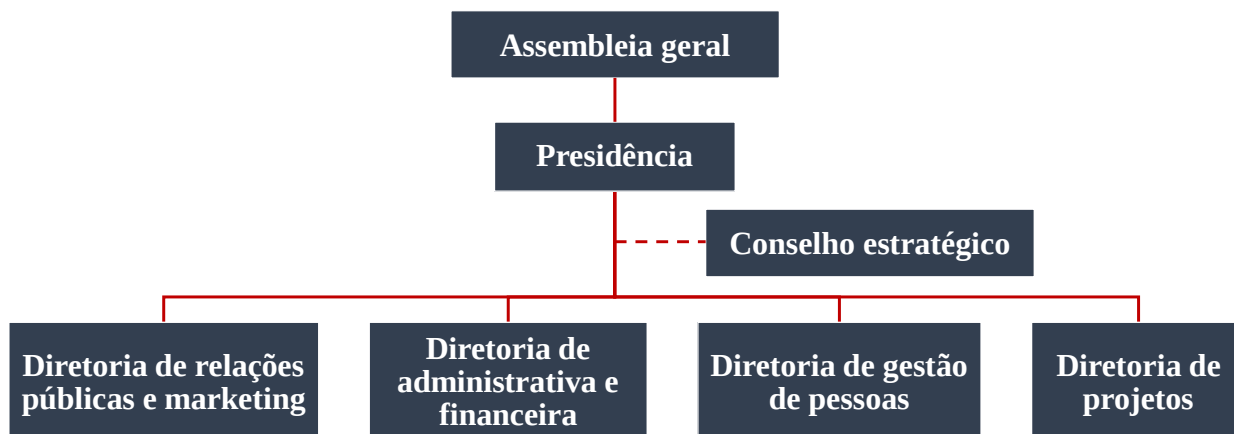 Assembleia geral
Presidência
Conselho estratégico
Diretoria de relações
públicas e marketing
Diretoria de
administrativa e
financeira
Diretoria de gestão
de pessoas
Diretoria de
projetos